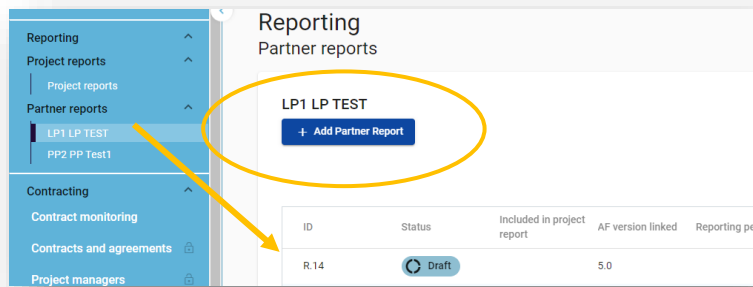 Reporting
Project reports
Project reports
Partner reports
LP1 LP TEST
PP2 PP Test1
Contracting
Contract monitoring
Contracts and agreements
Project managers
Reporting
Partner reports
LP1 LP TEST
+ Add Partner Report
ID Status Included in project report AF version linked Reporting pe
R.14 Draft 5.0